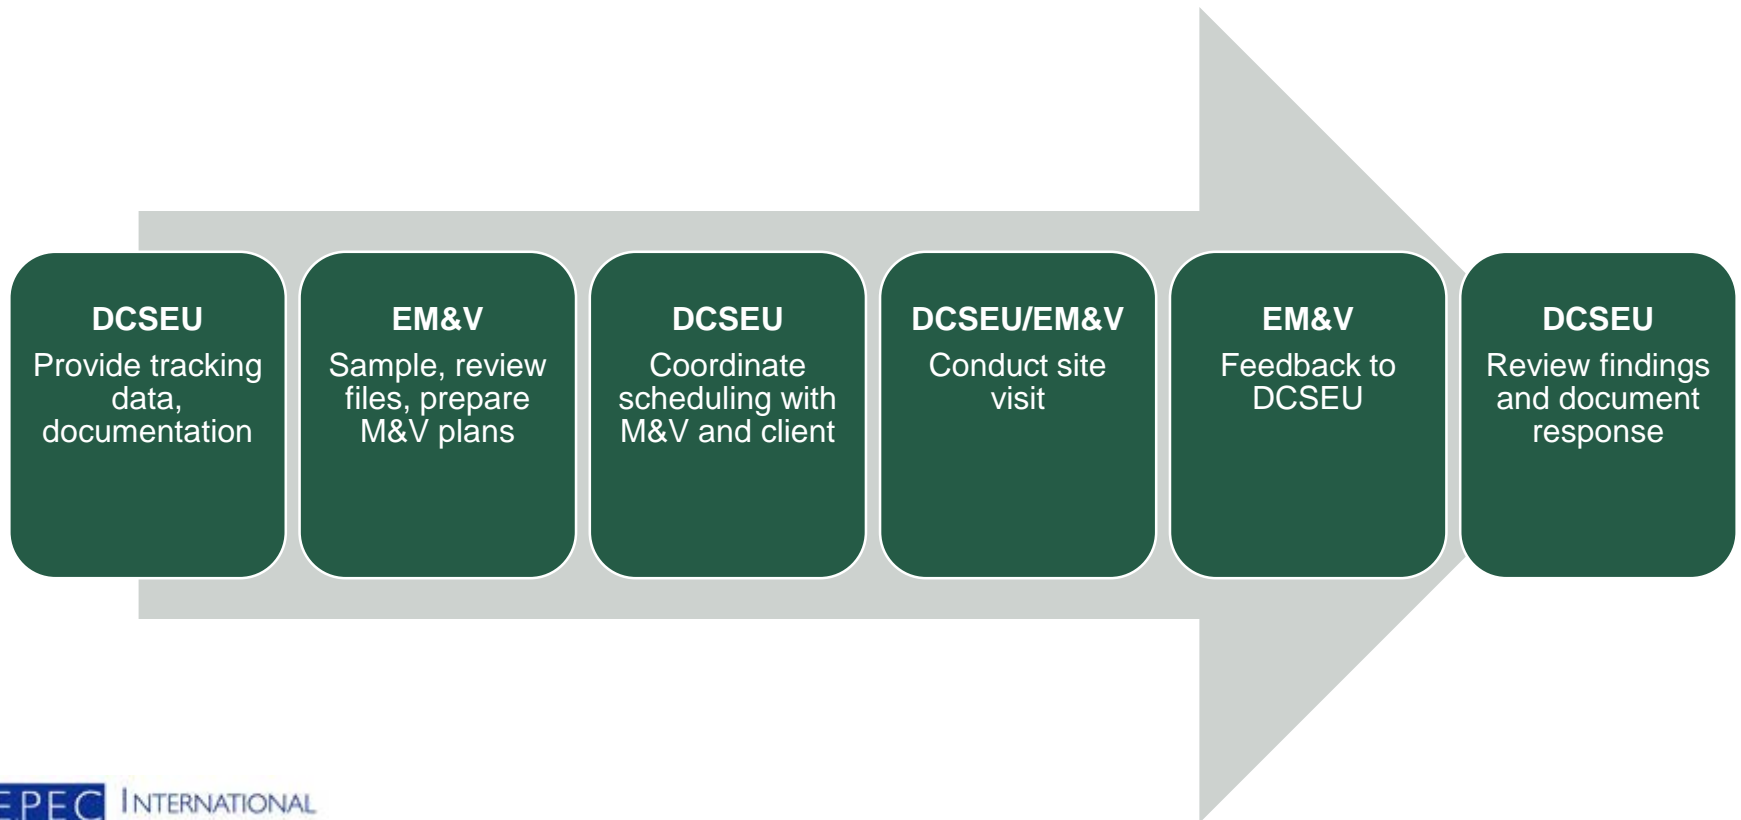 DCSEU
Provide tracking
data,
documentation
EM&V
Sample, review
files, prepare
M&V plans
DCSEU
Coordinate
scheduling with
M&V and client
DCSEU/EM&V
Conduct site
visit
EM&V
Feedback to
DCSEU
DCSEU
Review findings
and document
response
EPEC INTERNATIONAL